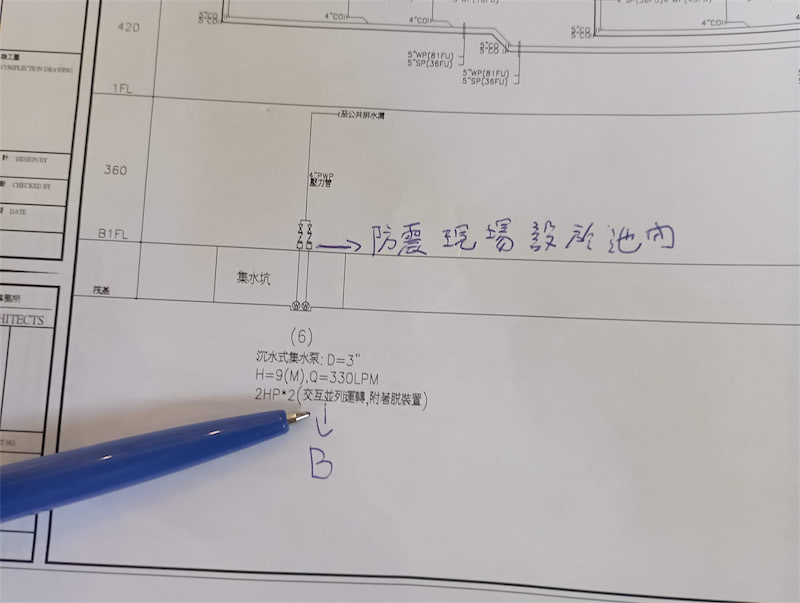 420
4"CO
4"CO
4"CO
5"WP(81FU)
5"SP(36FU)
5"WP(81FU)
5"SP(36FU)
竣工圖
COMPLECTION DRAWING
1FL
至公共排水溝
計 DESIGN BY
360
4"PWP
壓力管
CHECKED BY
DATE
B1FL
防震現場設於池內
集水坑
筏基
事務所
HITECTS
(6)
沉水式集水泵: D=3"
H=9(M),Q=330LPM
2HP*2(交互並列運轉,附著脫裝置)
B